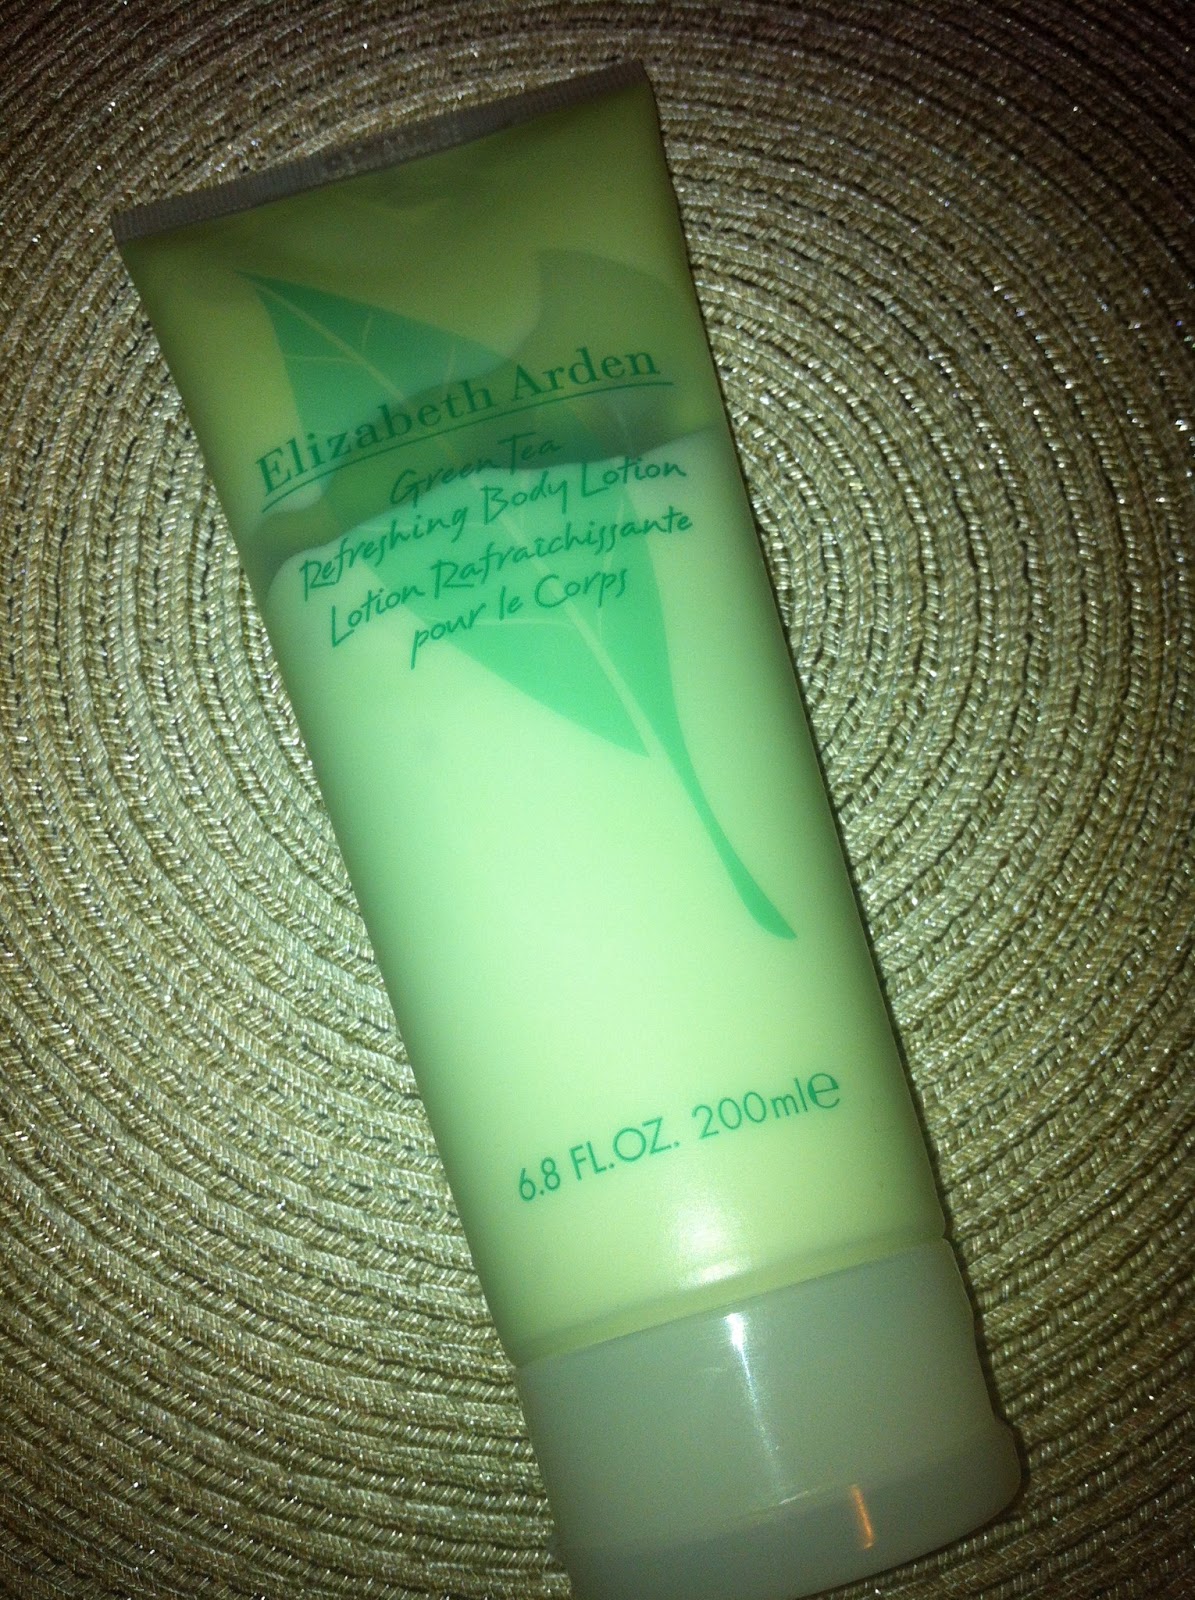 Elizabeth Arden
Green Tea
Refreshing Body Lotion
Lotion Rafraîchissante
pour le Corps
6.8 FL.OZ. 200ml℮